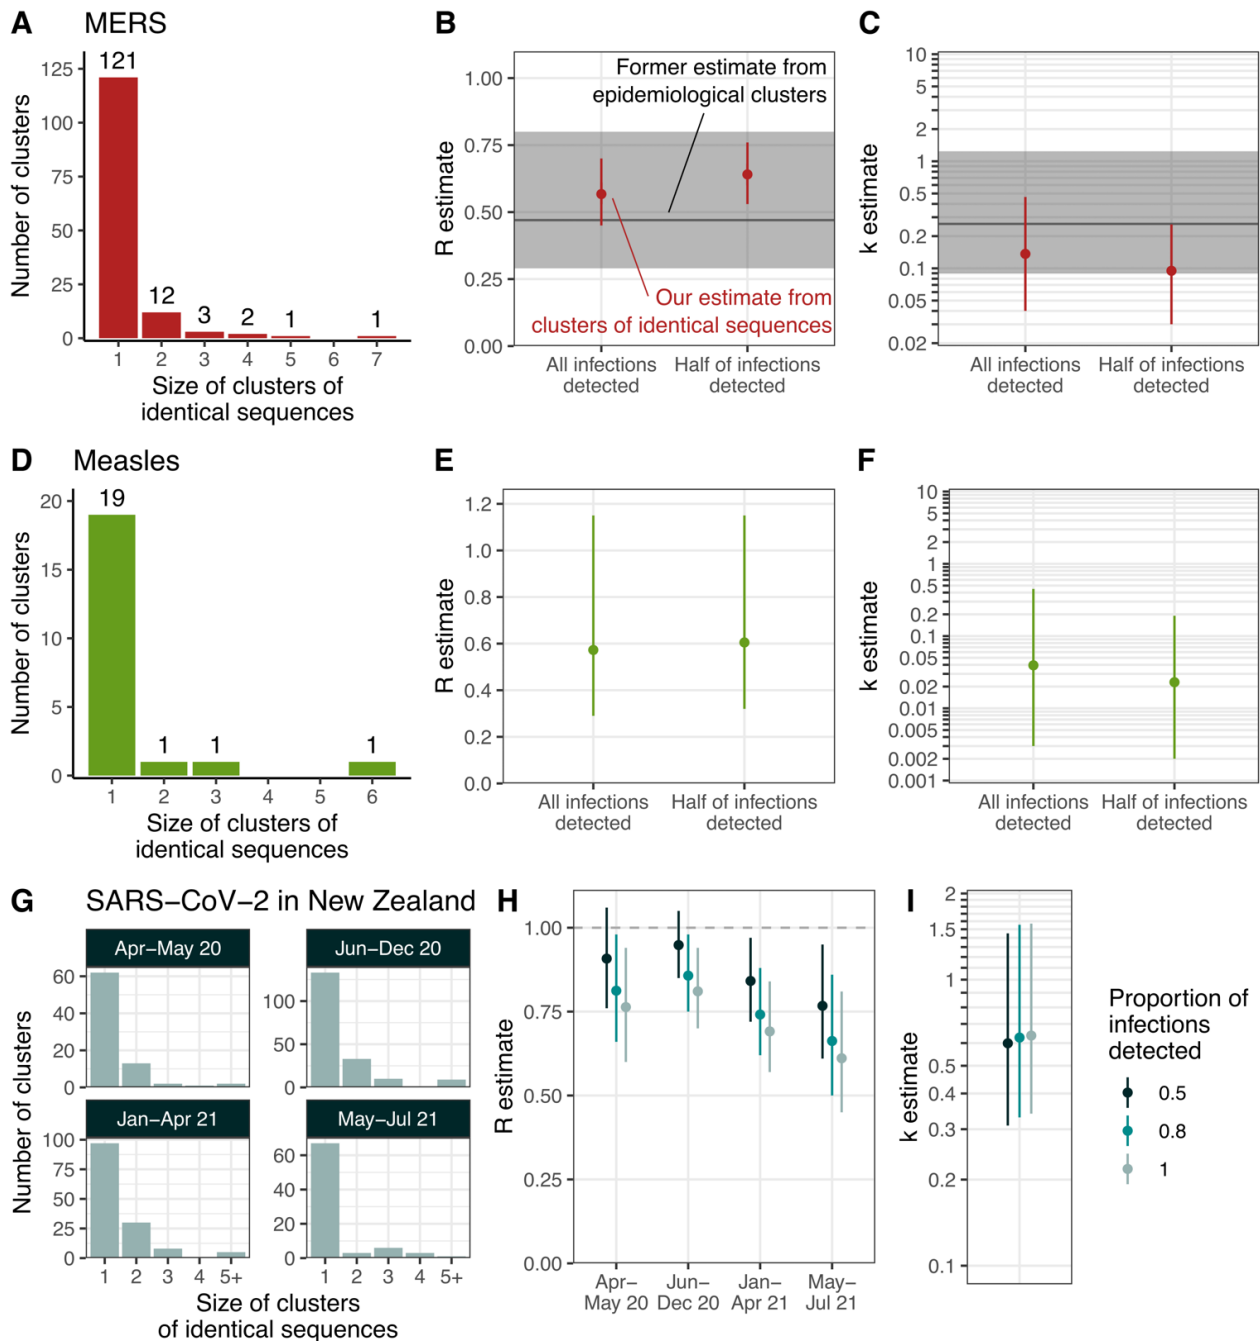 A MERS
121
12
3
2
1
1
125
100
75
50
25
0
Number of clusters
1 2 3 4 5 6 7
Size of clusters of
identical sequences
B
Former estimate from
epidemiological clusters
Our estimate from
clusters of identical sequences
1.00
0.75
0.50
0.25
0.00
R estimate
All infections
detected
Half of infections
detected
C
10
5
2
1
0.5
0.2
0.1
0.05
0.02
k estimate
All infections
detected
Half of infections
detected
D Measles
19
1
1
1
20
15
10
5
0
Number of clusters
1 2 3 4 5 6
Size of clusters of
identical sequences
E
1.2
1.0
0.8
0.6
0.4
0.2
0.0
R estimate
All infections
detected
Half of infections
detected
F
10
5
2
1
0.5
0.2
0.1
0.05
0.02
0.01
0.005
0.002
0.001
k estimate
All infections
detected
Half of infections
detected
G SARS−CoV−2 in New Zealand
Apr−May 20
60
40
20
0
Jun−Dec 20
100
50
0
Jan−Apr 21
100
75
50
25
0
1 2 3 4 5+
May−Jul 21
60
40
20
0
1 2 3 4 5+
Number of clusters
Size of clusters
of identical sequences
H
1.00
0.75
0.50
0.25
0.00
R estimate
Apr−
May 20
Jun−
Dec 20
Jan−
Apr 21
May−
Jul 21
I
2
1.5
1
0.5
0.4
0.3
0.2
0.1
k estimate
Proportion of
infections
detected
0.5
0.8
1